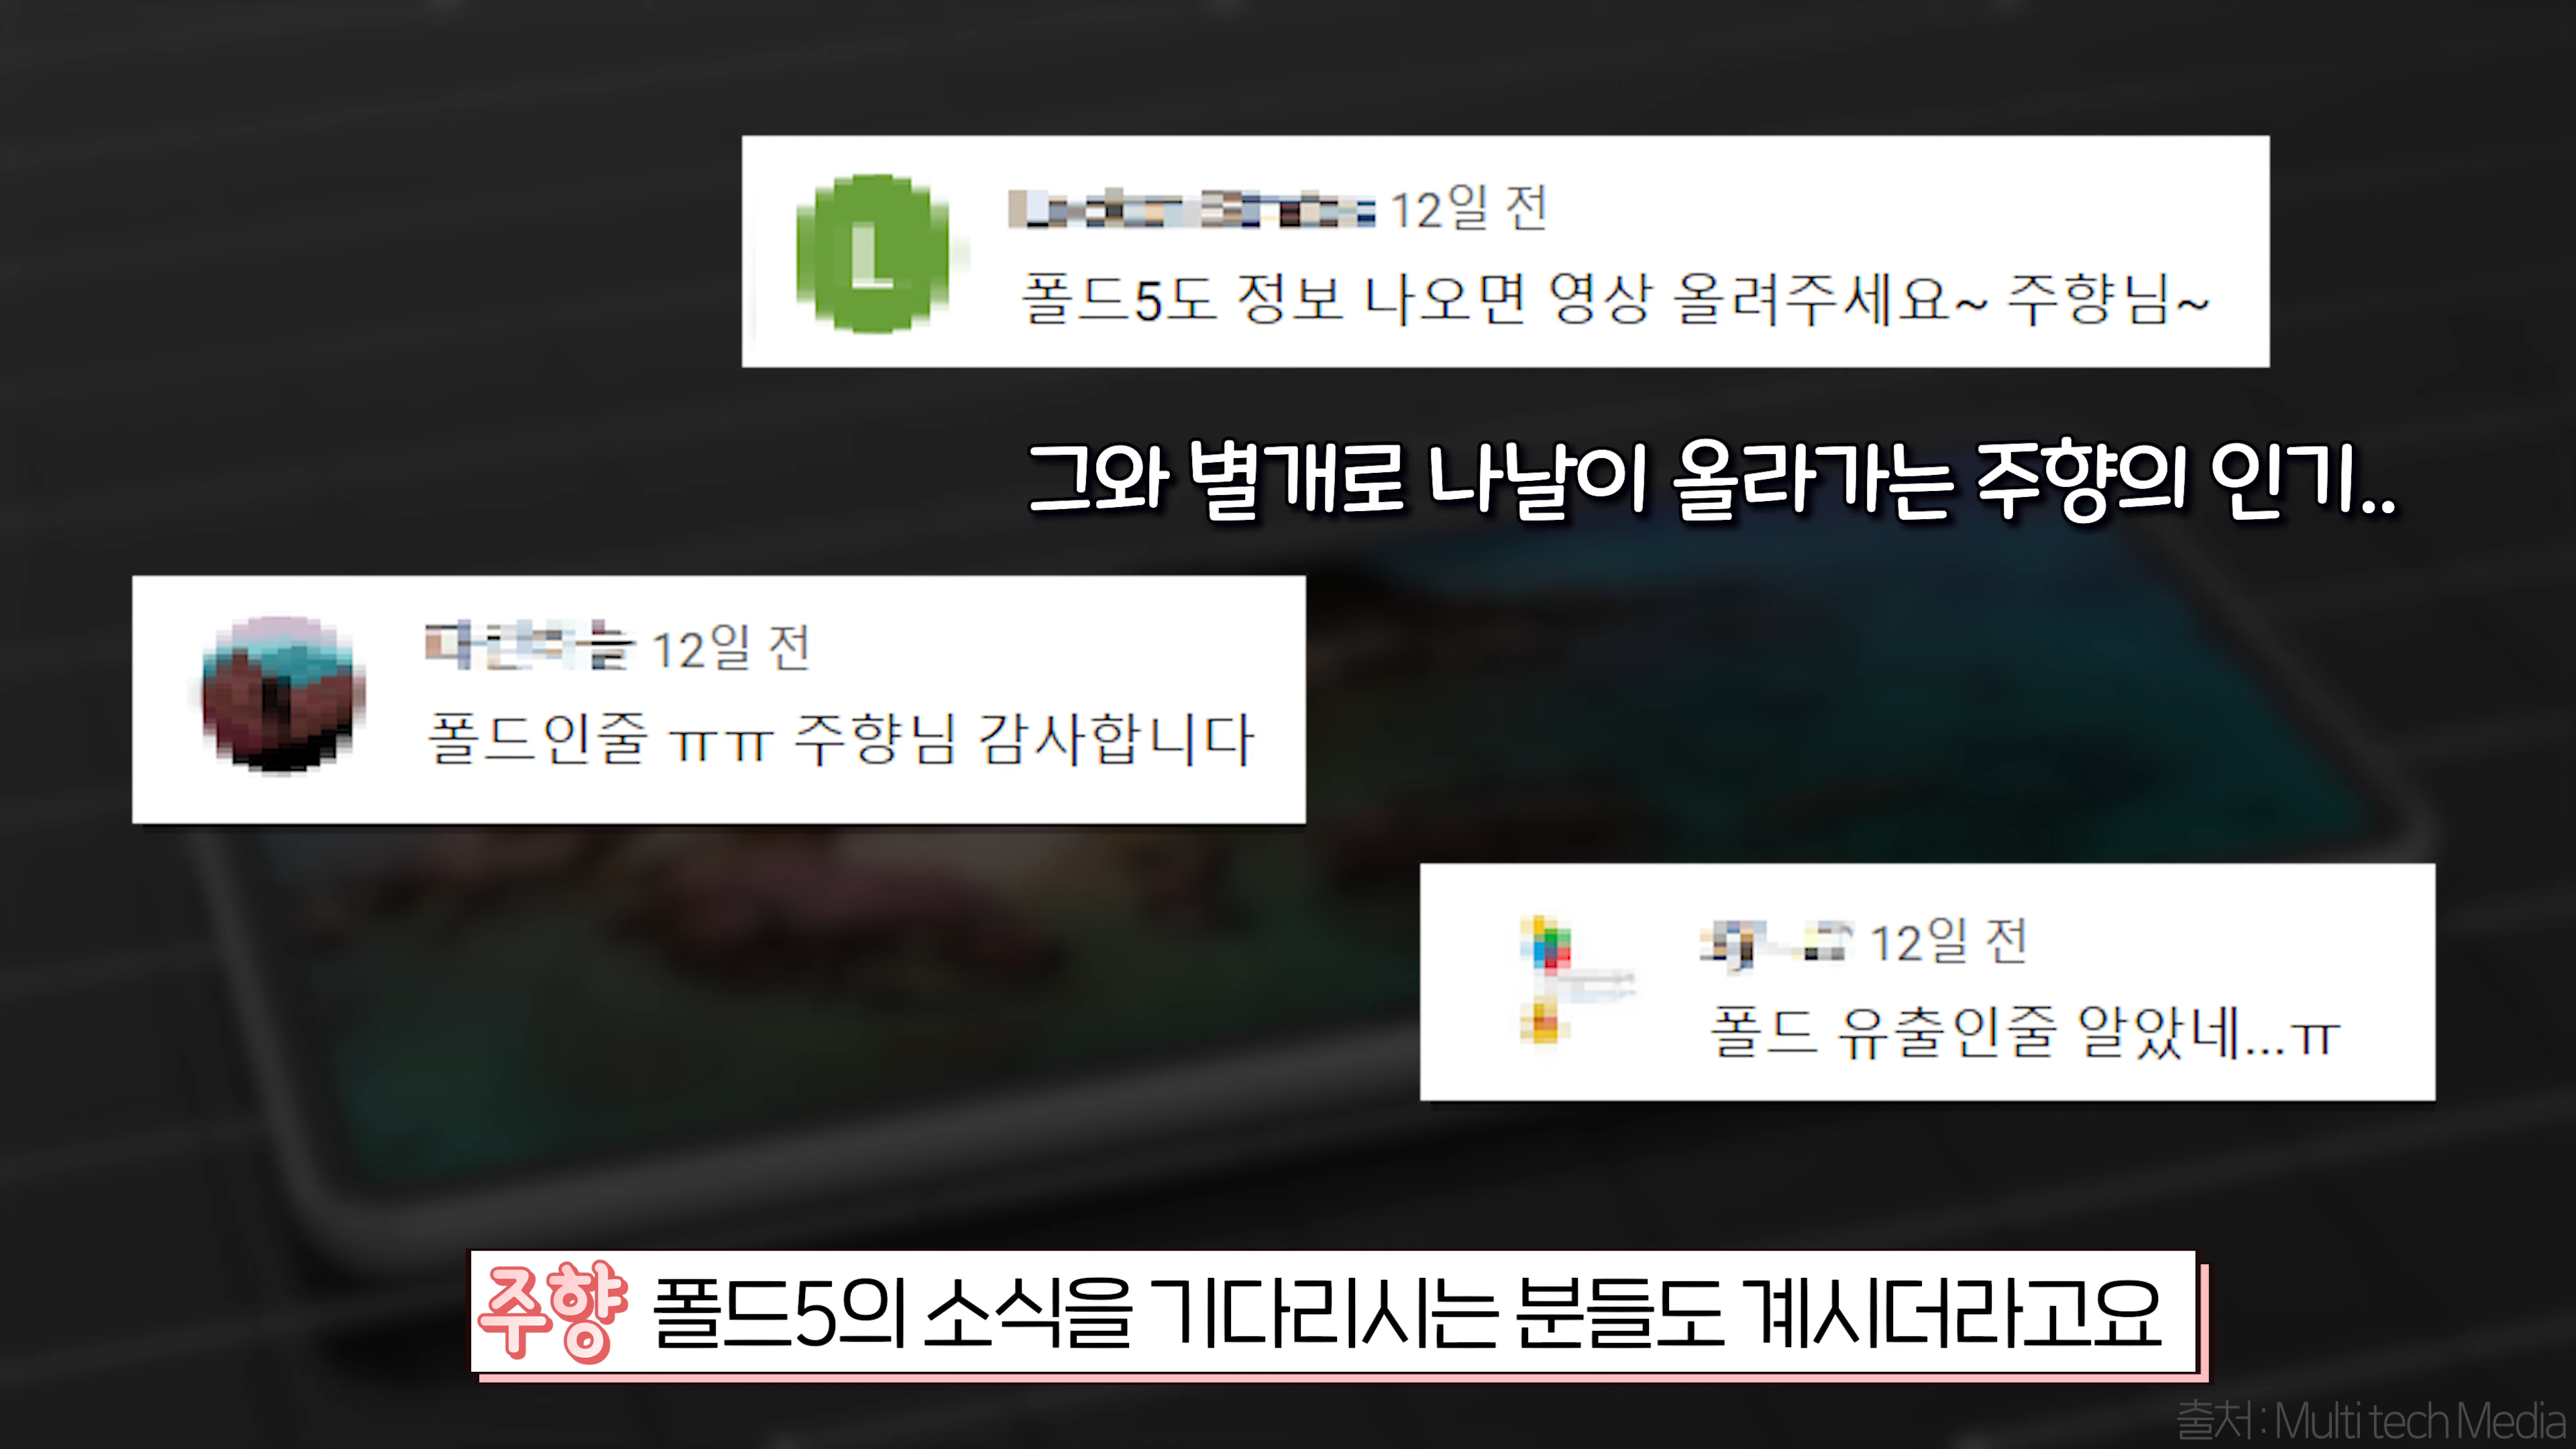 L
12일 전
폴드5도 정보 나오면 영상 올려주세요~ 주향님~
그와 별개로 나날이 올라가는 주향의 인기..
12일 전
폴드인줄 ㅠㅠ 주향님 감사합니다
12일 전
폴드 유출인줄 알았네...ㅠ
주향 폴드5의 소식을 기다리시는 분들도 계시더라고요
출처 : Multi tech Media